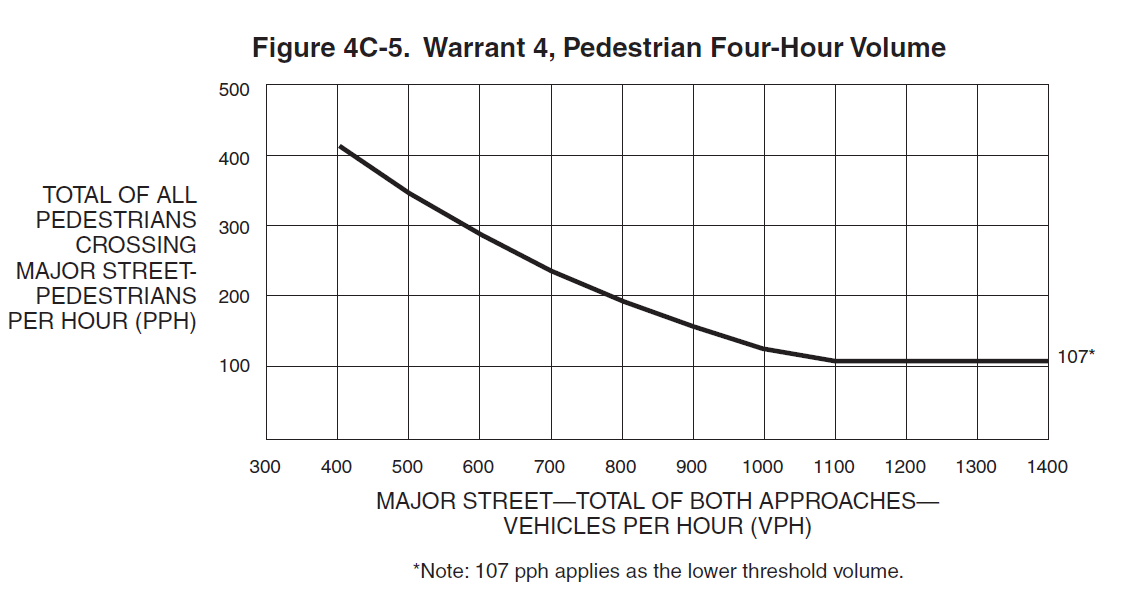 Figure 4C-5. Warrant 4, Pedestrian Four-Hour Volume
TOTAL OF ALL
PEDESTRIANS
CROSSING
MAJOR STREET-
PEDESTRIANS
PER HOUR (PPH)
500
400
300
200
100
107*
300 400 500 600 700 800 900 1000 1100 1200 1300 1400
MAJOR STREET—TOTAL OF BOTH APPROACHES—
VEHICLES PER HOUR (VPH)
*Note: 107 pph applies as the lower threshold volume.